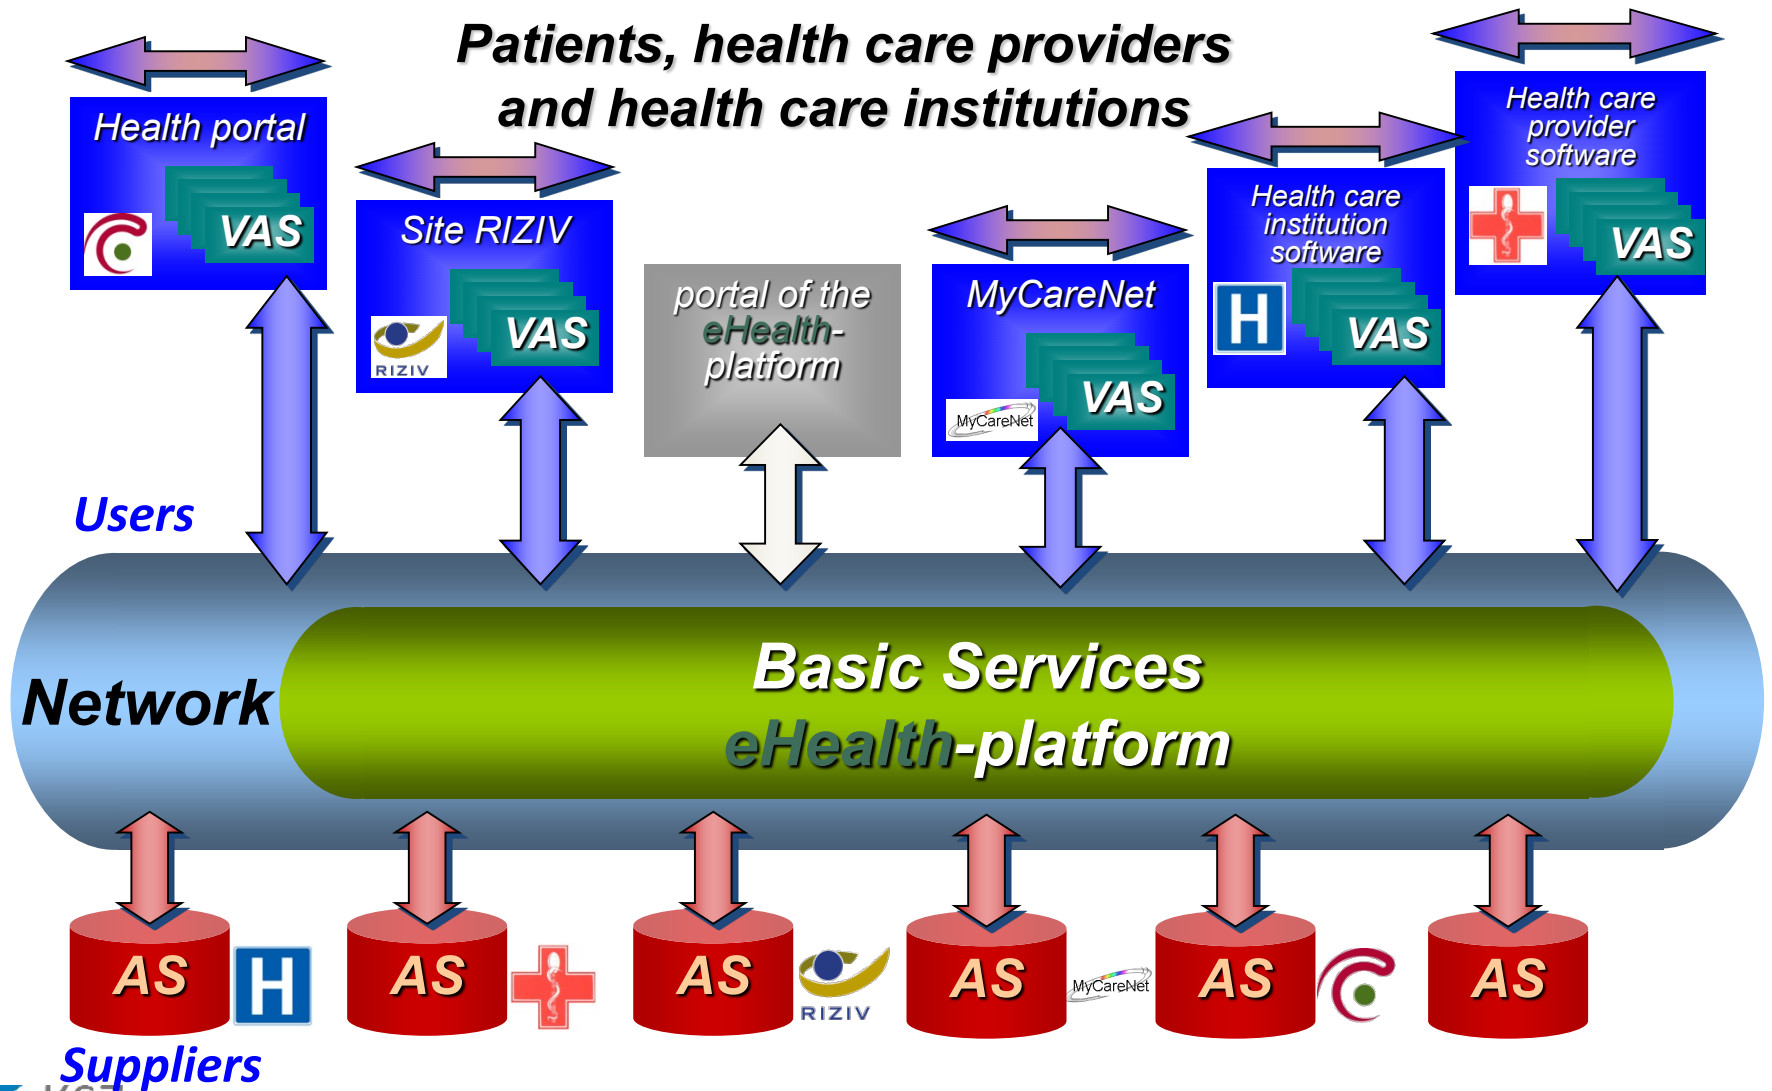 Patients, health care providers
and health care institutions
Health portal
VAS
Site RIZIV
RIZIV
VAS
portal of the
eHealth-
platform
MyCareNet
MyCareNet
VAS
Health care
institution
software
H
VAS
Health care
provider
software
VAS
Users
Network
Basic Services
eHealth-platform
AS
H
AS
AS
RIZIV
AS
MyCareNet
AS
AS
Suppliers